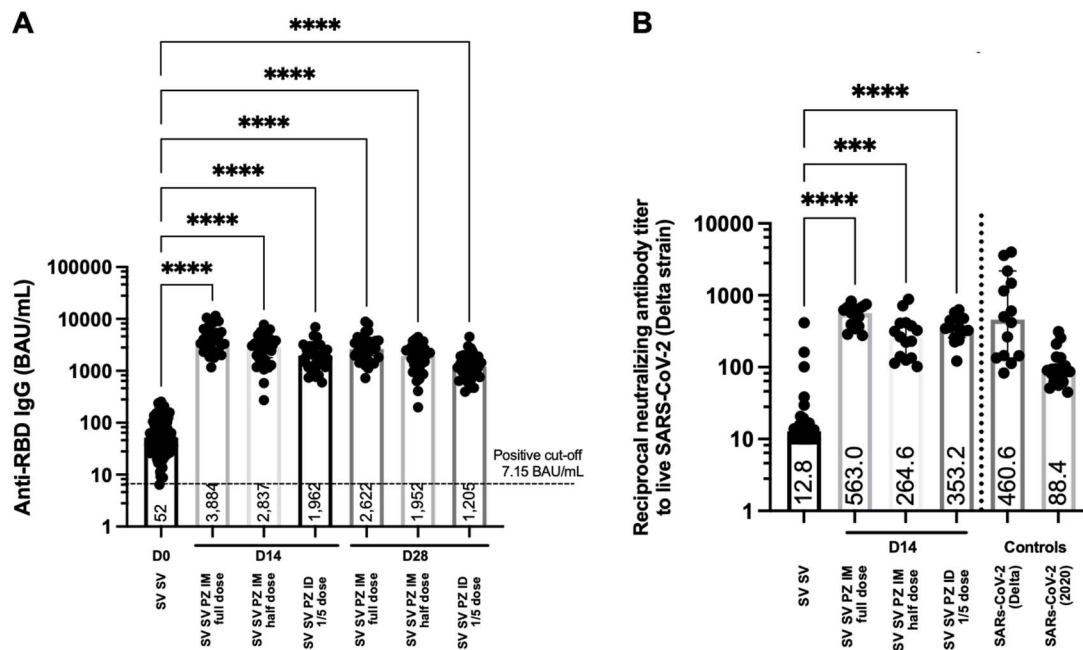 A
****
****
****
****
****
****
Anti-RBD IgG (BAU/mL)
100000
10000
1000
100
10
1
Positive cut-off
7.15 BAU/mL
52
3,884
2,837
1,962
2,622
1,952
1,205
D0
D14
D28
SV SV
SV SV PZ IM
full dose
SV SV PZ IM
half dose
SV SV PZ ID
1/5 dose
SV SV PZ IM
full dose
SV SV PZ IM
half dose
SV SV PZ ID
1/5 dose
B
****
***
****
Reciprocal neutralizing antibody titer
to live SARS-CoV-2 (Delta strain)
10000
1000
100
10
1
12.8
563.0
264.6
353.2
460.6
88.4
D14
Controls
SV SV
SV SV PZ IM
full dose
SV SV PZ IM
half dose
SV SV PZ ID
1/5 dose
SARs-CoV-2
(Delta)
SARs-CoV-2
(2020)